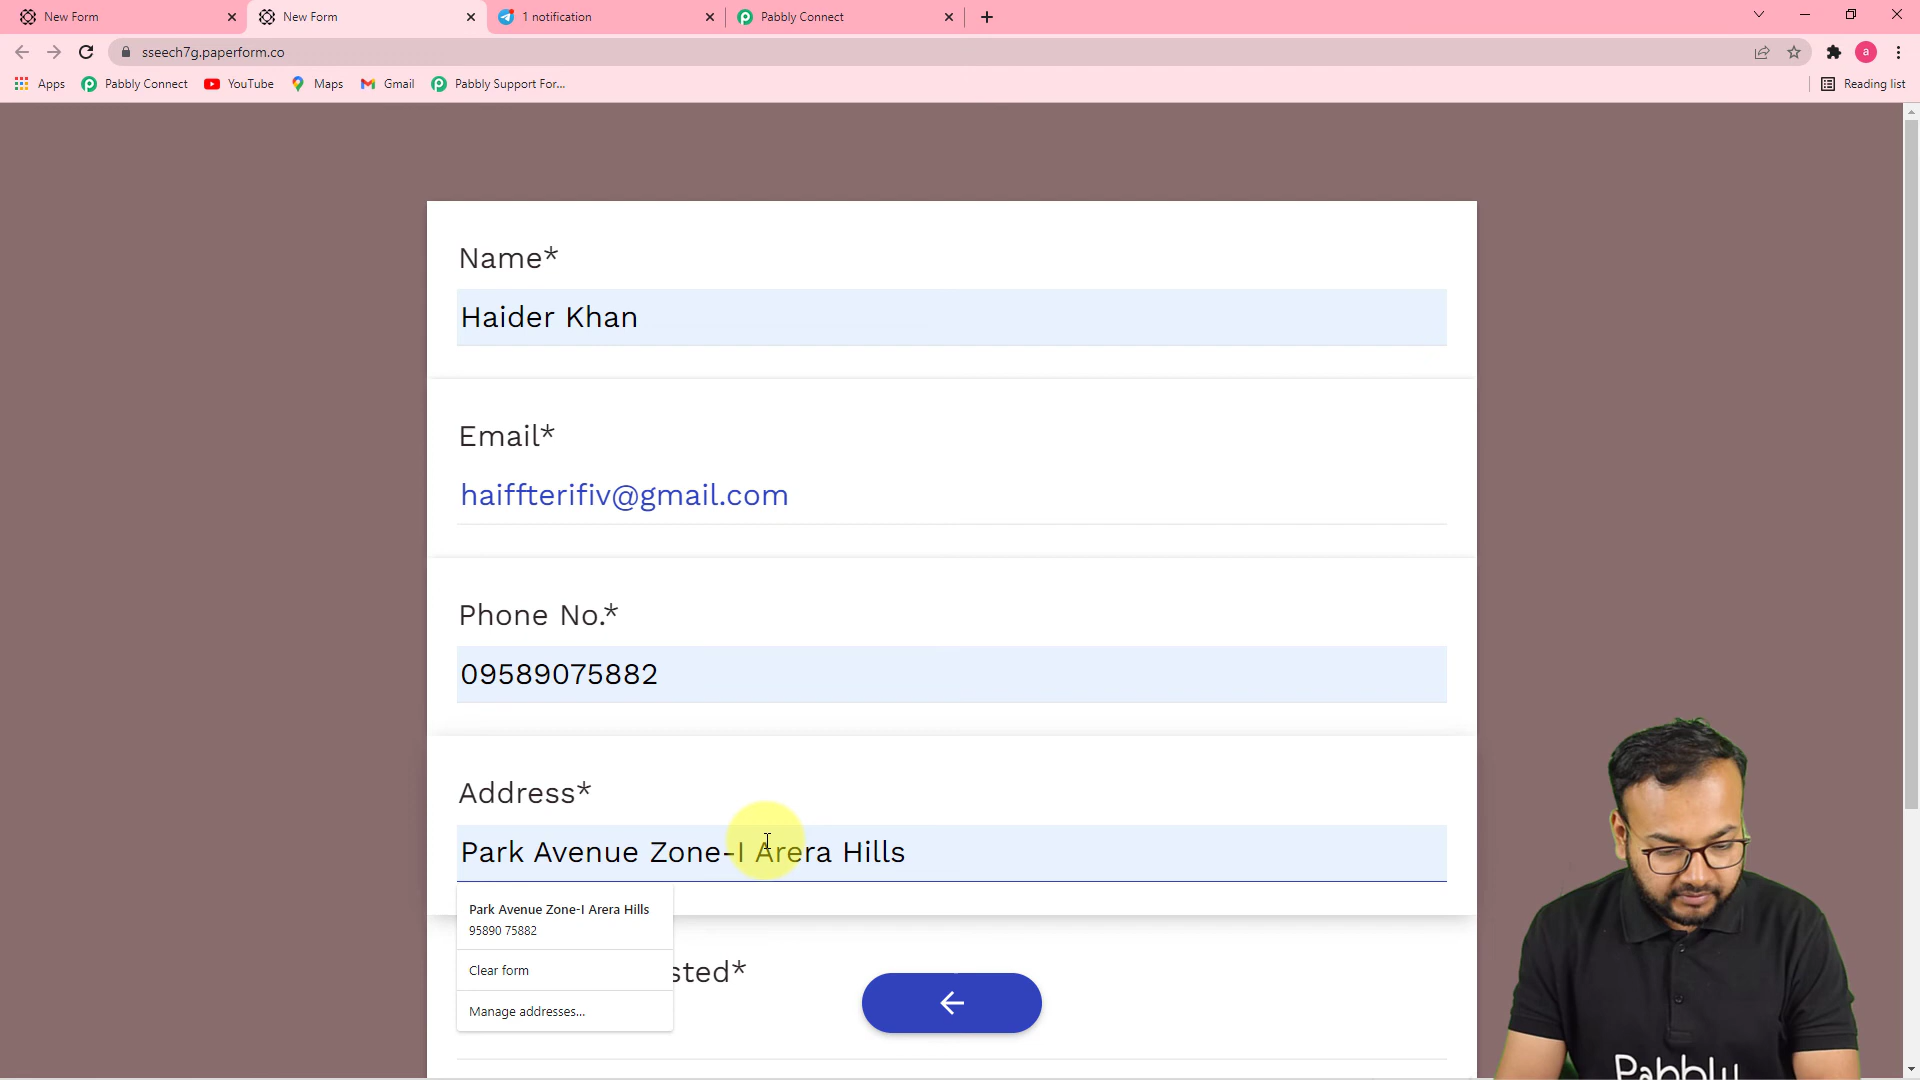 New Form
New Form
1 notification
Pabbly Connect
sseech7g.paperform.co
a
Apps
Pabbly Connect
YouTube
Maps
Gmail
Pabbly Support For...
Reading list
Name*
Haider Khan
Email*
haiffterifiv@gmail.com
Phone No.*
09589075882
Address*
Park Avenue Zone-I Arera Hills
Park Avenue Zone-I Arera Hills
95890 75882
Clear form
sted*
Manage addresses...
Pabbly